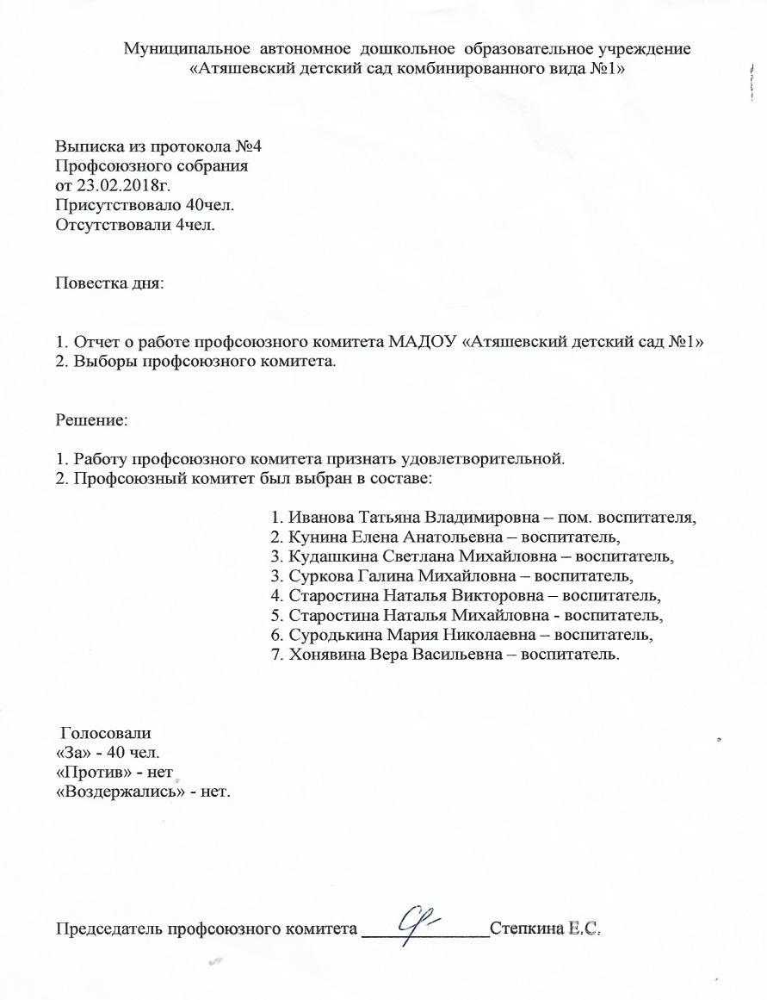 Муниципальное автономное дошкольное образовательное учреждение
«Атяшевский детский сад комбинированного вида №1»
Выписка из протокола №4
Профсоюзного собрания
от 23.02.2018г.
Присутствовало 40чел.
Отсутствовали 4чел.
Повестка дня:
1. Отчет о работе профсоюзного комитета МАДОУ «Атяшевский детский сад №1»
2. Выборы профсоюзного комитета.
Решение:
1. Работу профсоюзного комитета признать удовлетворительной.
2. Профсоюзный комитет был выбран в составе:
1. Иванова Татьяна Владимировна – пом. воспитателя,
2. Кунина Елена Анатольевна – воспитатель,
3. Кудашкина Светлана Михайловна – воспитатель,
3. Суркова Галина Михайловна – воспитатель,
4. Старостина Наталья Викторовна – воспитатель,
5. Старостина Наталья Михайловна - воспитатель,
6. Суродькина Мария Николаевна – воспитатель,
7. Хонявина Вера Васильевна – воспитатель.
Голосовали
«За» - 40 чел.
«Против» - нет
«Воздержались» - нет.
Председатель профсоюзного комитета ______________Степкина Е.С.